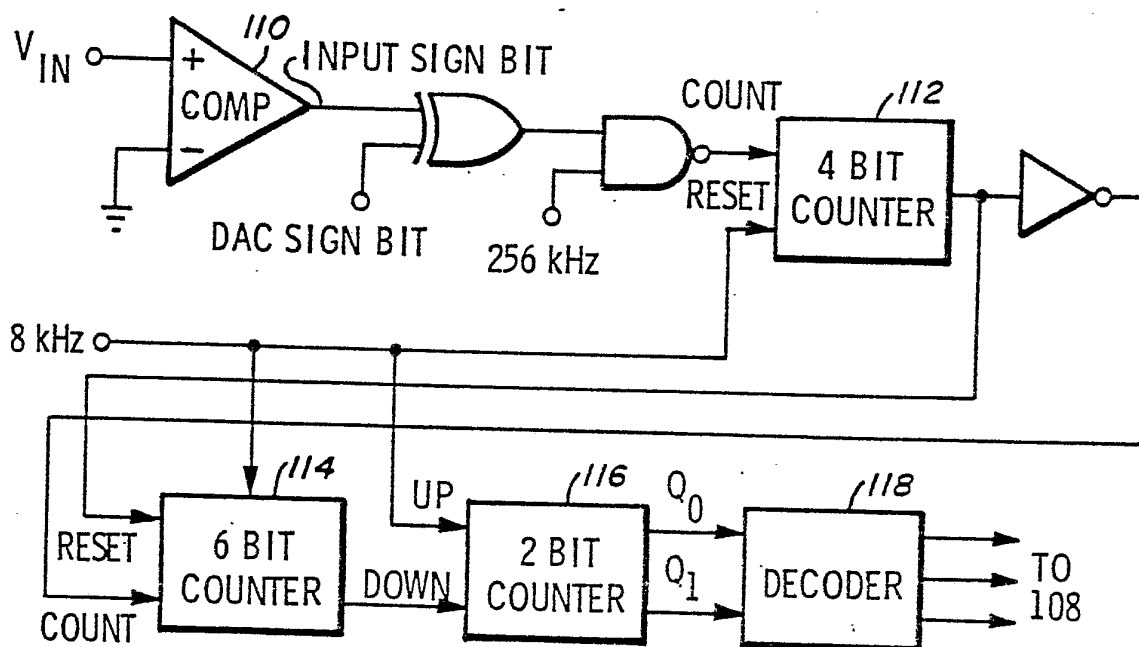 110
V IN
+
COMP
−
INPUT SIGN BIT
DAC SIGN BIT
256 kHz
COUNT
RESET
112
4 BIT
COUNTER
8 kHz
114
RESET
COUNT
6 BIT
COUNTER
UP
DOWN
116
2 BIT
COUNTER
Q0
Q1
118
DECODER
TO
108